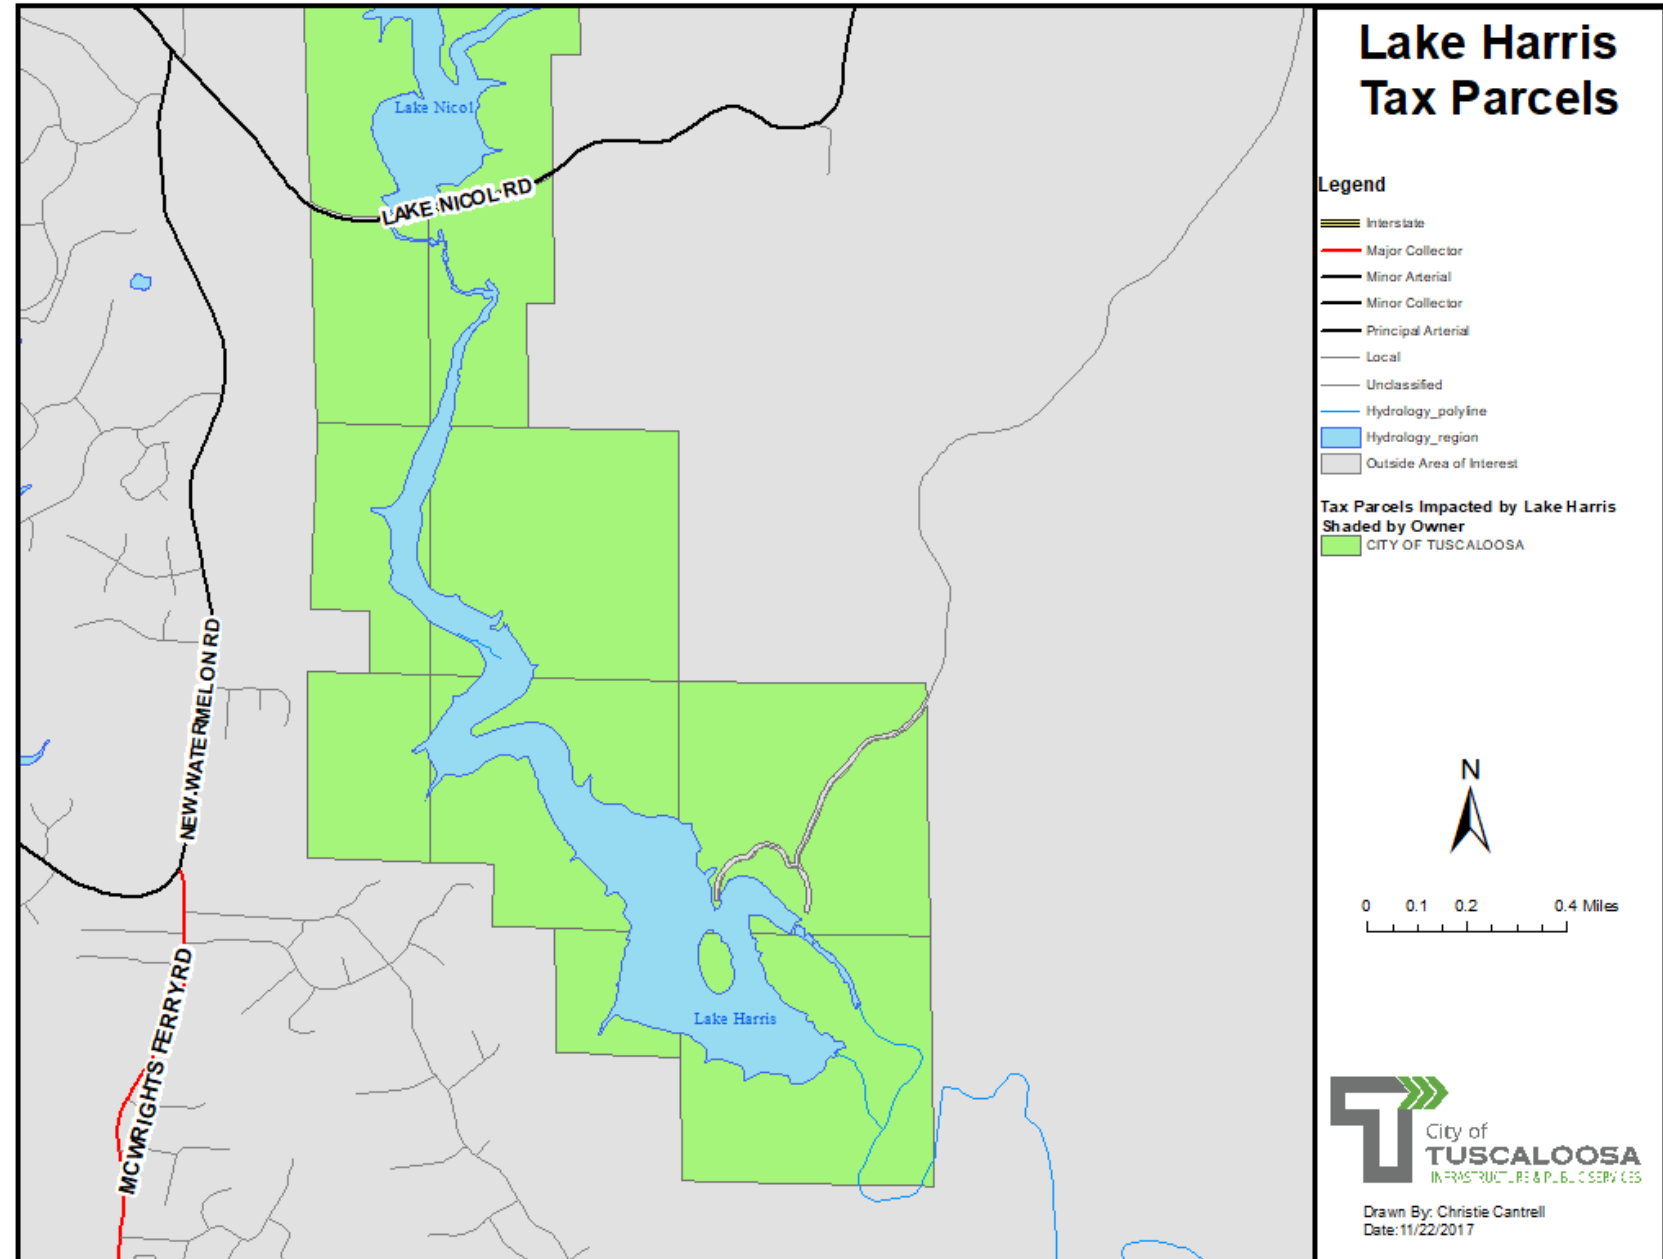 Lake Harris
Tax Parcels
Legend
Interstate
Major Collector
Minor Arterial
Minor Collector
Principal Arterial
Local
Unclassified
Hydrology_polyline
Hydrology_region
Outside Area of Interest
Tax Parcels Impacted by Lake Harris
Shaded by Owner
CITY OF TUSCALOOSA
Lake Nicol
LAKE NICOL RD
NEW WATERMELON RD
MCWRIGHTS FERRY RD
Lake Harris
N
0 0.1 0.2 0.4 Miles
City of
TUSCALOOSA
INFRASTRUCTURE & PUBLIC SERVICES
Drawn By: Christie Cantrell
Date:11/22/2017